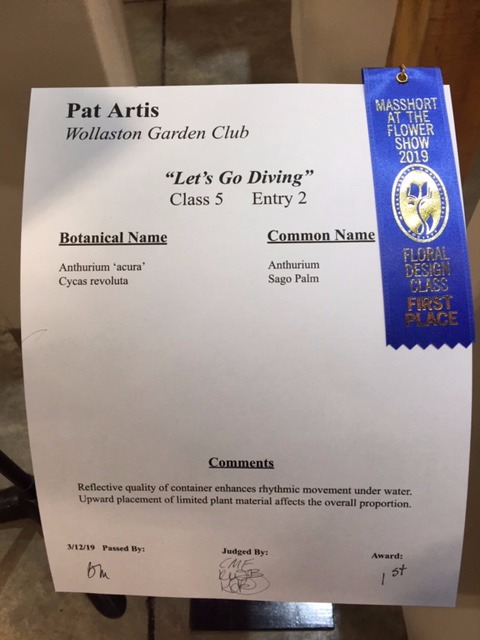 Pat Artis
Wollaston Garden Club
"Let's Go Diving"
Class 5 Entry 2
Botanical Name Common Name
Anthurium 'acura' Anthurium
Cycas revoluta Sago Palm
Comments
Reflective quality of container enhances rhythmic movement under water.
Upward placement of limited plant material affects the overall proportion.
3/12/19 Passed By: Judged By: Award:
1st
MASSHORT
AT THE
FLOWER
SHOW
2019
FLORAL
DESIGN
CLASS
FIRST
PLACE